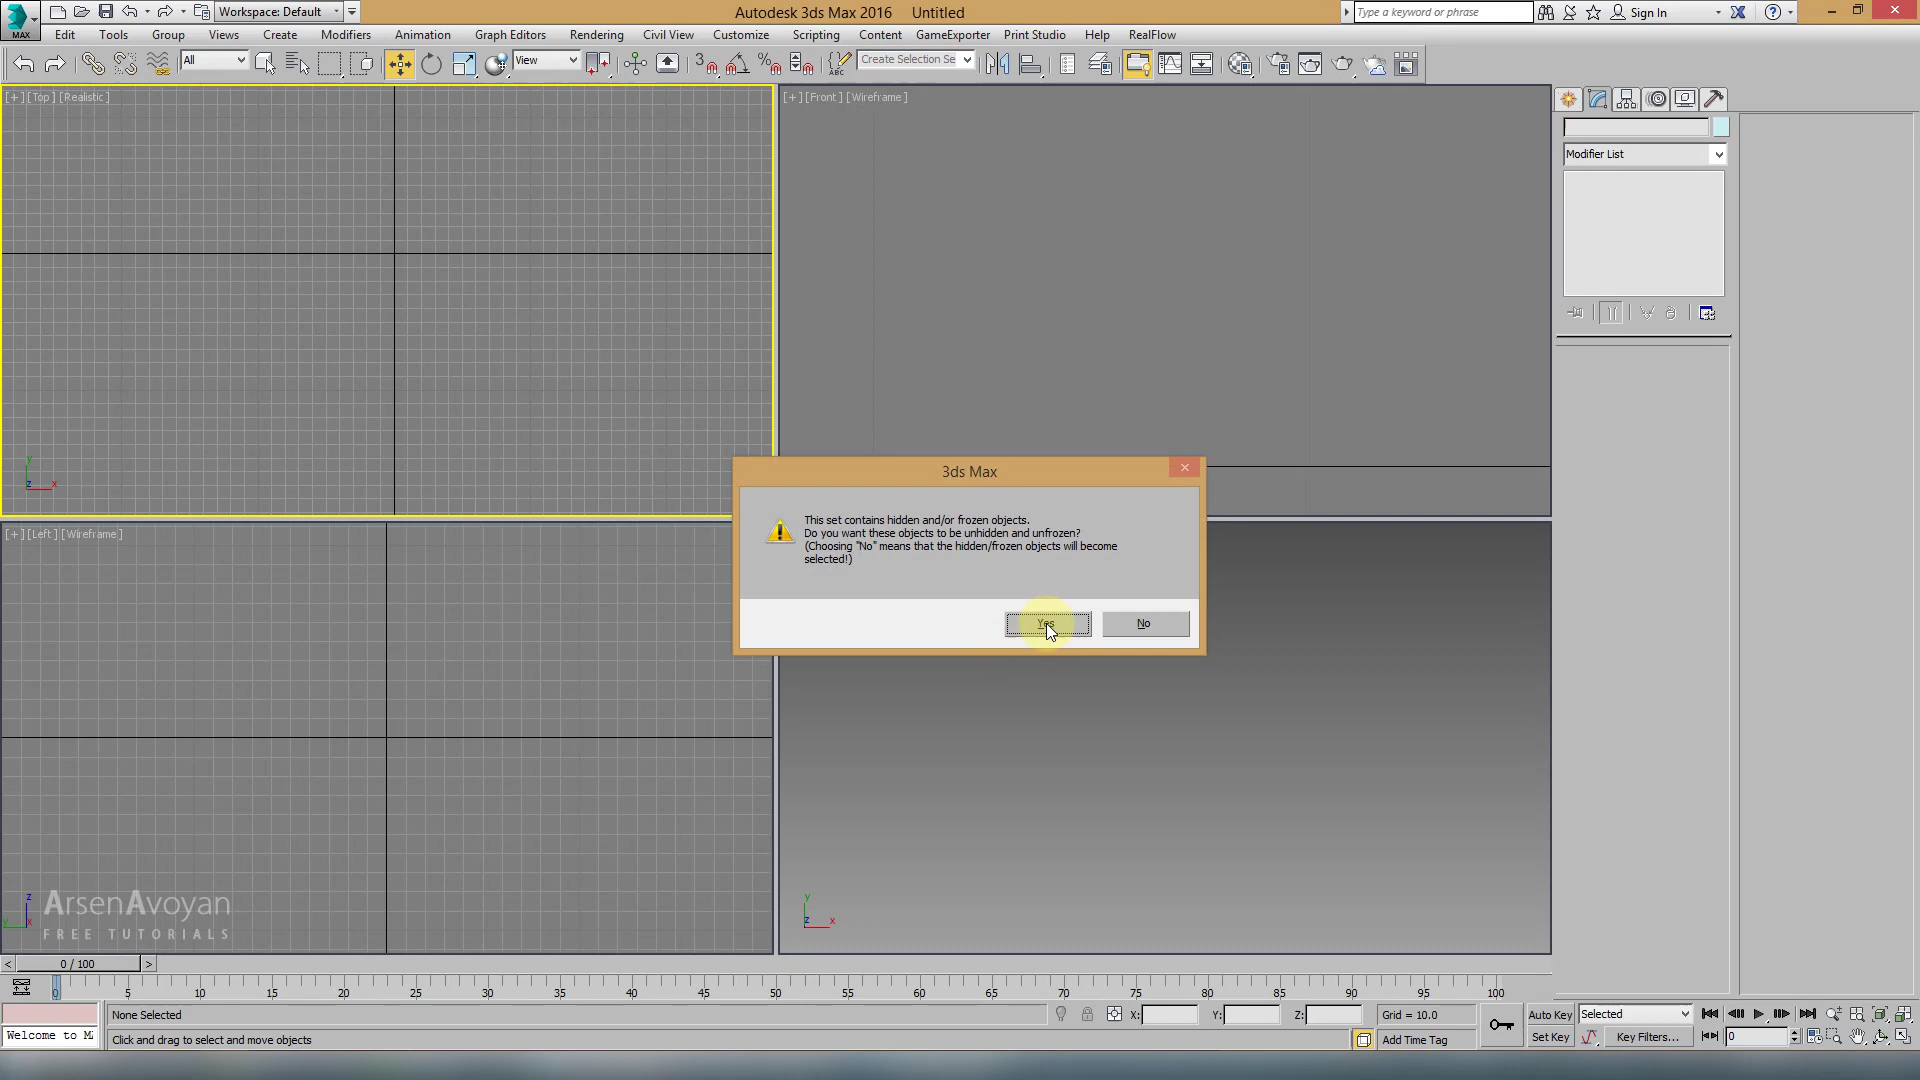 MAX
Workspace: Default
Autodesk 3ds Max 2016 Untitled
Type a keyword or phrase
Sign In
Edit Tools Group Views Create Modifiers Animation Graph Editors Rendering Civil View Customize Scripting Content GameExporter Print Studio Help RealFlow
All
View
3
ABC
Create Selection Se
[+] [Top] [Realistic]
[+] [Front] [Wireframe]
Modifier List
3ds Max
This set contains hidden and/or frozen objects.
Do you want these objects to be unhidden and unfrozen?
(Choosing "No" means that the hidden/frozen objects will become
selected!)
Yes
No
y
z
x
[+] [Left] [Wireframe]
z
y
x
ArsenAvoyan
FREE TUTORIALS
y
z
x
< 0 / 100 >
0 5 10 15 20 25 30 35 40 45 50 55 60 65 70 75 80 85 90 95 100
None Selected
X:
Y:
Z:
Grid = 10.0
Auto Key
Selected
Welcome to M
Click and drag to select and move objects
Add Time Tag
Set Key
Key Filters...
0